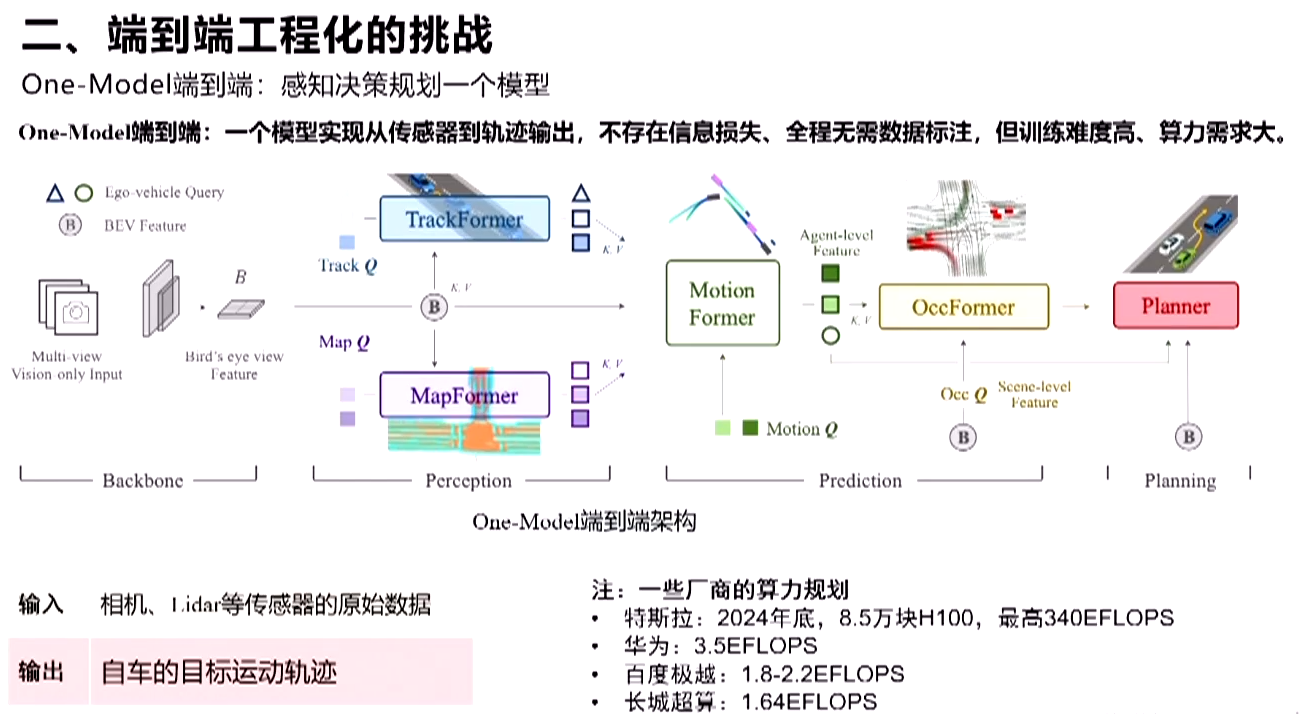 二、端到端工程化的挑战
One-Model端到端：感知决策规划一个模型
One-Model端到端：一个模型实现从传感器到轨迹输出，不存在信息损失、全程无需数据标注，但训练难度高、算力需求大。
Ego-vehicle Query
B BEV Feature
B
Multi-view
Vision-only Input
Bird's eye view
Feature
Backbone
TrackFormer
Track Q
K, V
K, V
B
Map Q
K, V
MapFormer
Perception
Motion
Former
Motion Q
Agent-level
Feature
K, V
OccFormer
Occ Q
Scene-level
Feature
B
Prediction
Planner
B
Planning
One-Model端到端架构
输入 相机、Lidar等传感器的原始数据
输出 自车的目标运动轨迹
注：一些厂商的算力规划
• 特斯拉：2024年底，8.5万块H100，最高340EFLOPS
• 华为：3.5EFLOPS
• 百度极越：1.8-2.2EFLOPS
• 长城超算：1.64EFLOPS